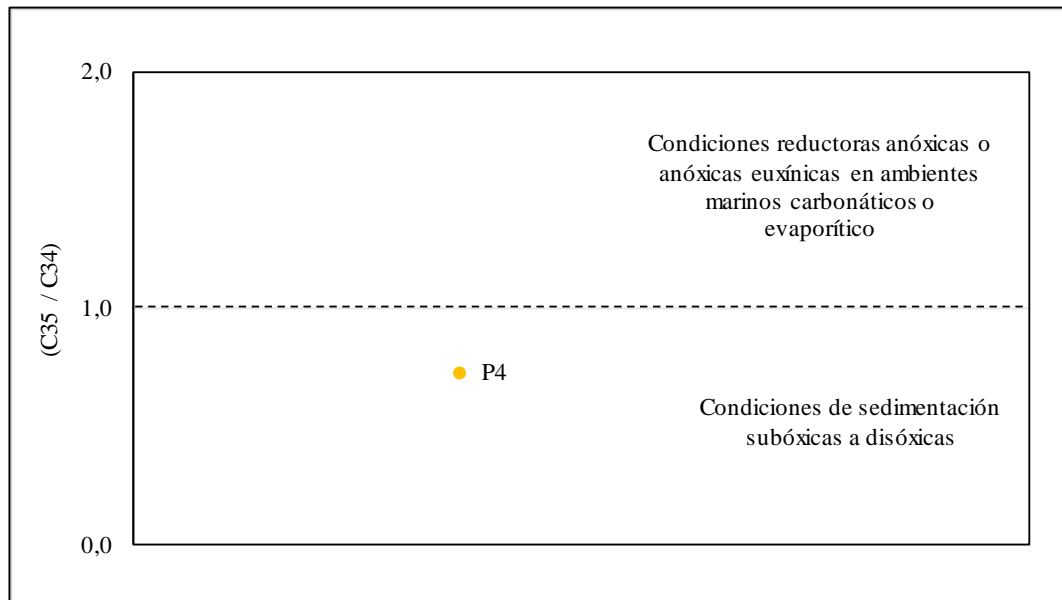 2,0
Condiciones reductoras anóxicas o
anóxicas euxínicas en ambientes
marinos carbonáticos o
evaporítico
(C35 / C34)
1,0
P4
Condiciones de sedimentación
subóxicas a disóxicas
0,0